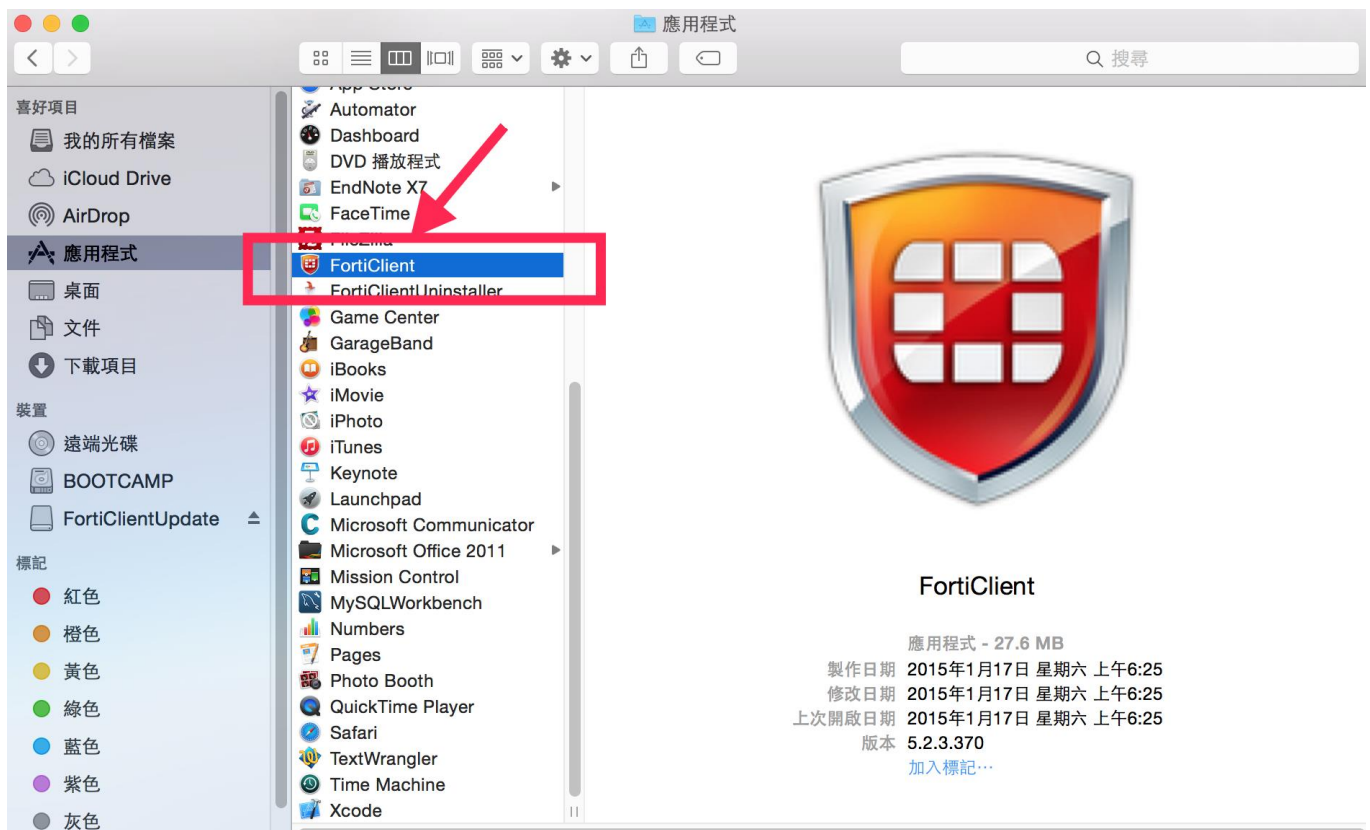 應用程式
搜尋
喜好項目
我的所有檔案
iCloud Drive
AirDrop
應用程式
桌面
文件
下載項目
裝置
遠端光碟
BOOTCAMP
FortiClientUpdate
標記
紅色
橙色
黃色
綠色
藍色
紫色
灰色
App Store
Automator
Dashboard
DVD 播放程式
EndNote X7
FaceTime
FileZilla
FortiClient
FortiClientUninstaller
Game Center
GarageBand
iBooks
iMovie
iPhoto
iTunes
Keynote
Launchpad
Microsoft Communicator
Microsoft Office 2011
Mission Control
MySQLWorkbench
Numbers
Pages
Photo Booth
QuickTime Player
Safari
TextWrangler
Time Machine
Xcode
FortiClient
應用程式 - 27.6 MB
製作日期 2015年1月17日 星期六 上午6:25
修改日期 2015年1月17日 星期六 上午6:25
上次開啟日期 2015年1月17日 星期六 上午6:25
版本 5.2.3.370
加入標記⋯